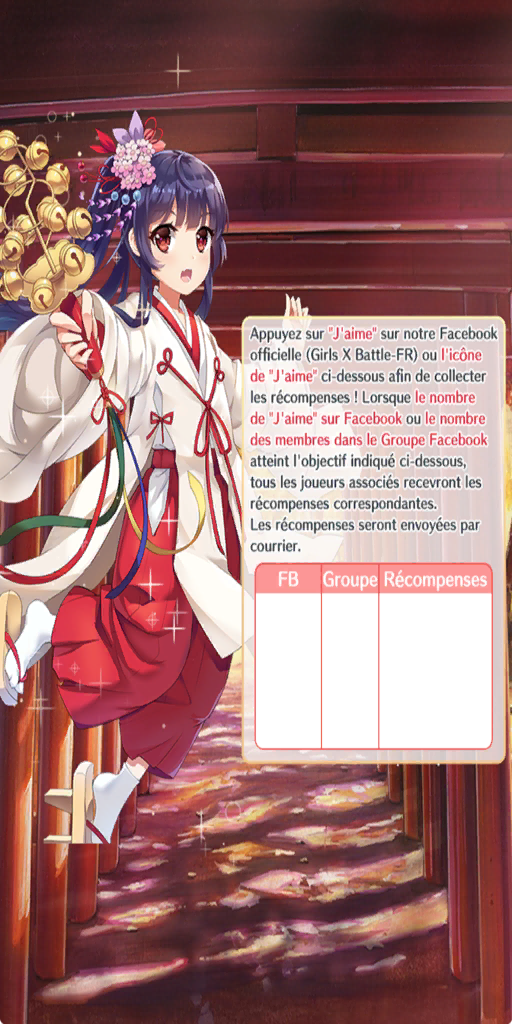 Appuyez sur "J'aime" sur notre Facebook
officielle (Girls X Battle-FR) ou l'icône
de "J'aime" ci-dessous afin de collecter
les récompenses ! Lorsque le nombre
de "J'aime" sur Facebook ou le nombre
des membres dans le Groupe Facebook
atteint l'objectif indiqué ci-dessous,
tous les joueurs associés recevront les
récompenses correspondantes.
Les récompenses seront envoyées par
courrier.
FB Groupe Récompenses